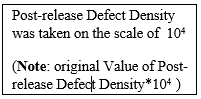 Post-release Defect Density
was taken on the scale of 10⁴
(Note: original Value of Post-
release Defect Density*10⁴ )